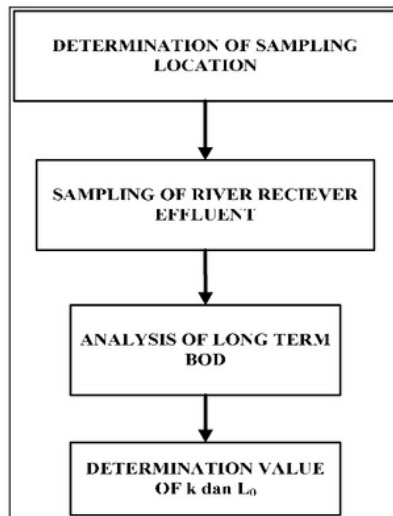 DETERMINATION OF SAMPLING
LOCATION
SAMPLING OF RIVER RECIEVER
EFFLUENT
ANALYSIS OF LONG TERM
BOD
DETERMINATION VALUE
OF k dan L₀